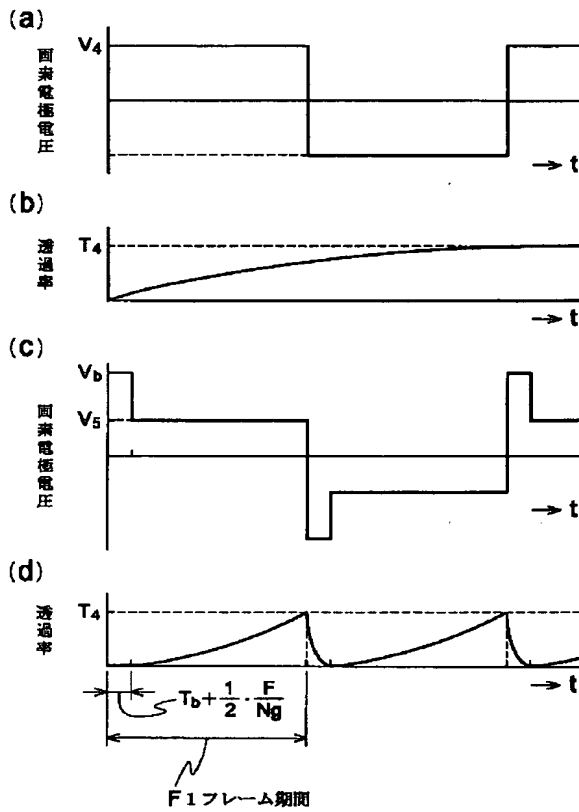 (a)
V4
画素電極電圧
→ t
(b)
T4
透過率
→ t
(c)
Vb
V5
画素電極電圧
→ t
(d)
T4
透過率
→ t
Tb+1/2・F/Ng
F 1フレーム期間